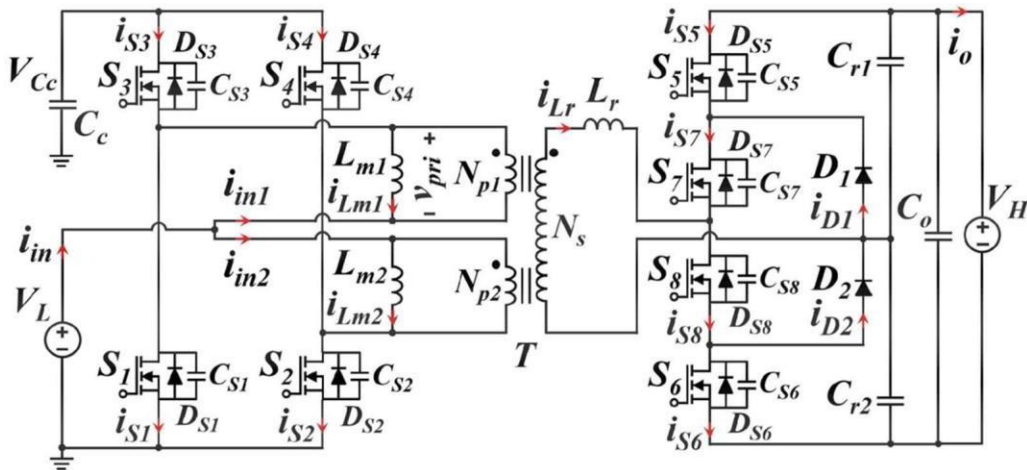 i_S3
D_S3
S_3
C_S3
i_S4
D_S4
S_4
C_S4
V_Cc
C_c
L_m1
i_Lm1
+ v_pri −
N_p1
i_in1
i_in2
i_in
V_L
L_m2
i_Lm2
N_p2
N_s
T
i_Lr
L_r
S_1
C_S1
D_S1
i_S1
S_2
C_S2
D_S2
i_S2
i_S5
D_S5
S_5
C_S5
i_S7
D_S7
S_7
C_S7
D_1
i_D1
S_8
C_S8
D_S8
i_S8
D_2
i_D2
S_6
C_S6
D_S6
i_S6
C_r1
C_r2
C_o
i_o
V_H